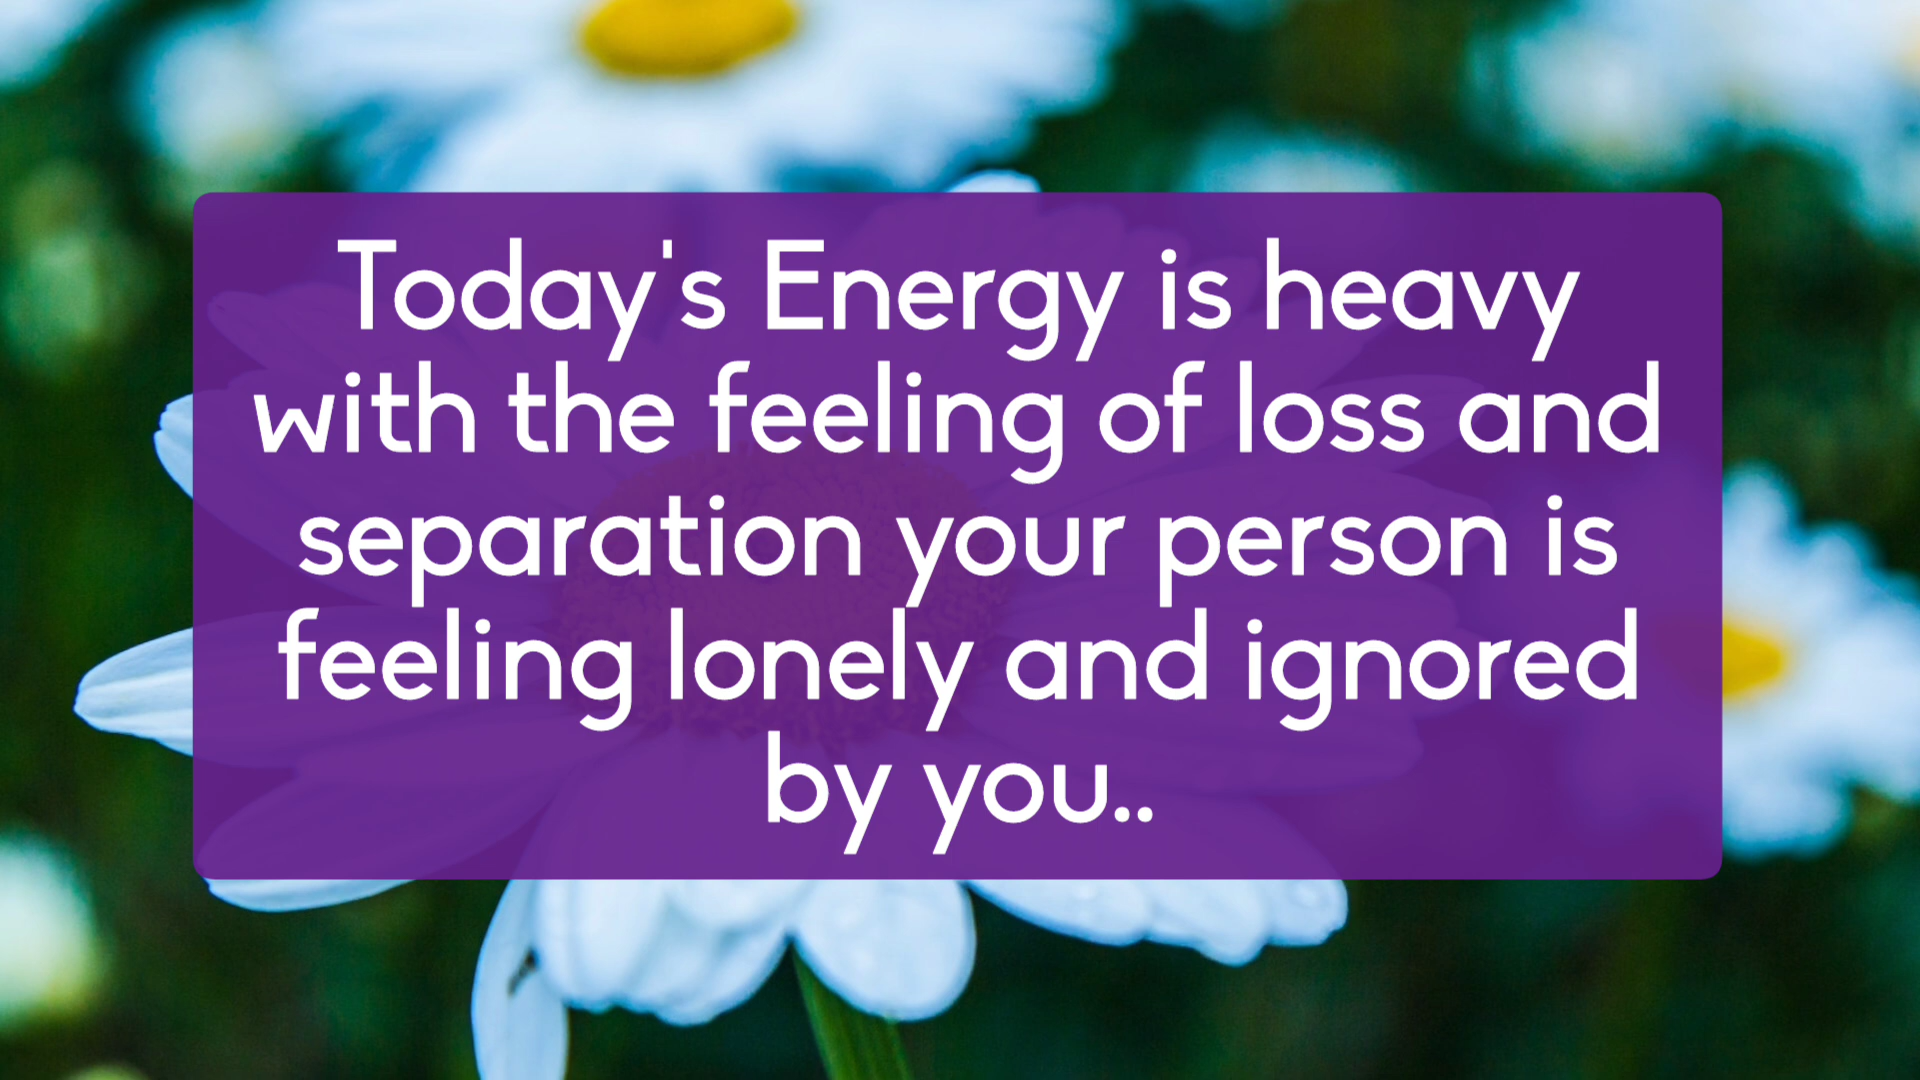 Today's Energy is heavy
with the feeling of loss and
separation your person is
feeling lonely and ignored
by you..